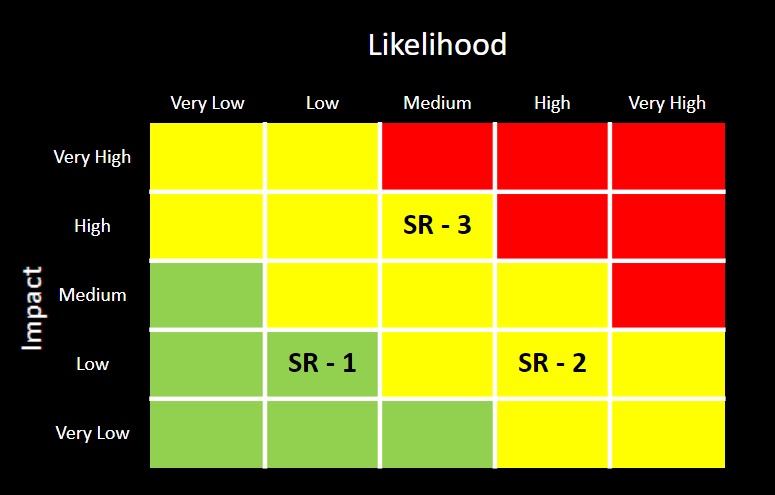 Likelihood
Very Low Low Medium High Very High
Very High
High SR - 3
Medium
Impact
Low SR - 1 SR - 2
Very Low